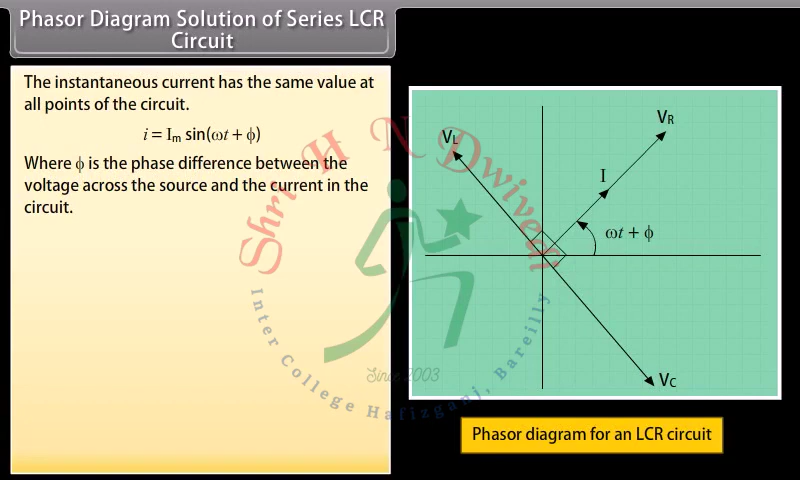 Phasor Diagram Solution of Series LCR
Circuit
The instantaneous current has the same value at
all points of the circuit.
i = Im sin(ωt + ϕ)
Where ϕ is the phase difference between the
voltage across the source and the current in the
circuit.
VL
VR
I
ωt + ϕ
VC
Phasor diagram for an LCR circuit
Shri H N Dwivedi
Inter College Hafizganj, Bareilly
Since 2003